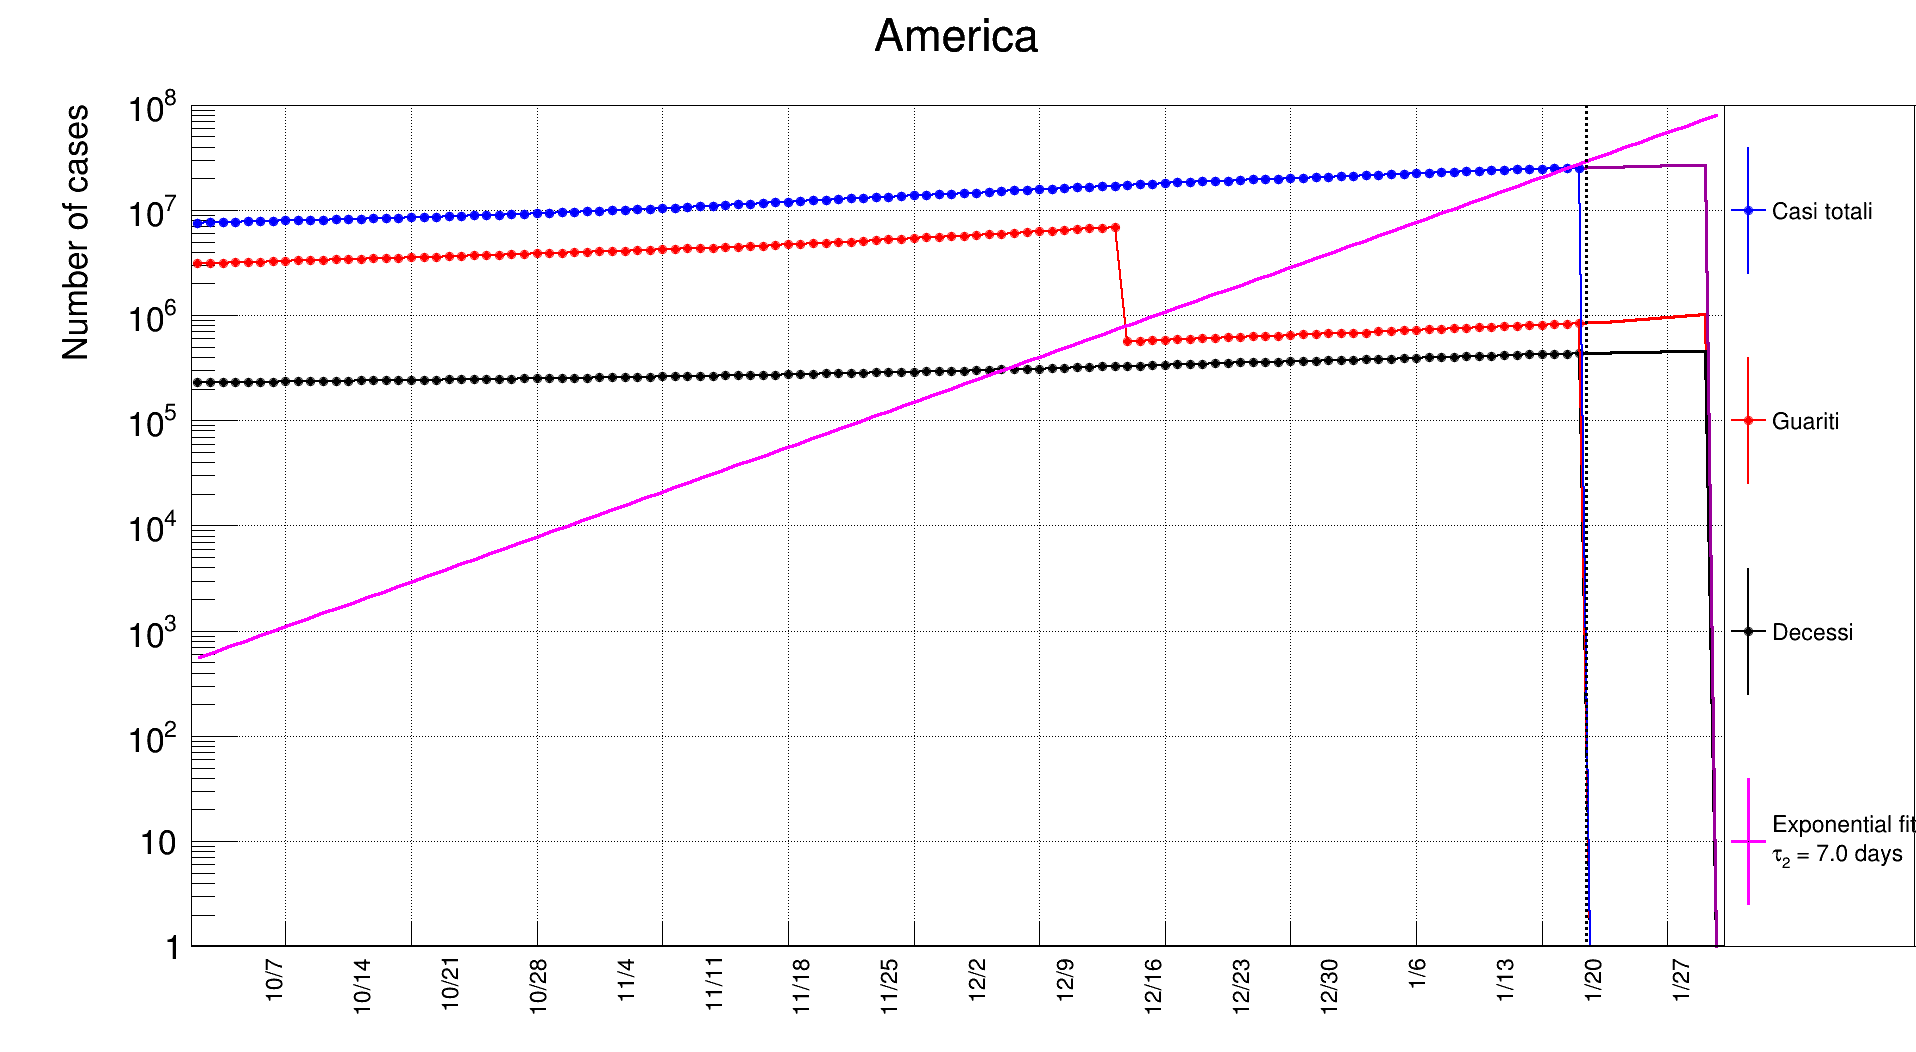 America
Number of cases
10^8
10^7
10^6
10^5
10^4
10^3
10^2
10
1
10/7 10/14 10/21 10/28 11/4 11/11 11/18 11/25 12/2 12/9 12/16 12/23 12/30 1/6 1/13 1/20 1/27
Casi totali
Guariti
Decessi
Exponential fit
τ₂ = 7.0 days